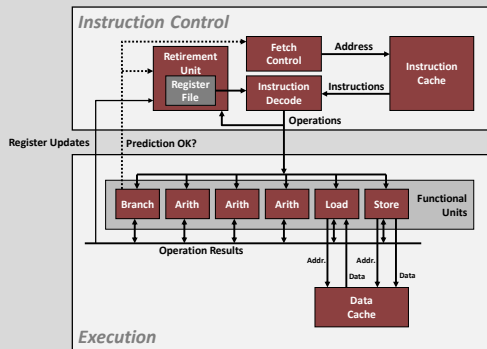 Instruction Control
Fetch
Control
Address
Instruction
Cache
Retirement
Unit
Register
File
Instruction
Decode
Instructions
Operations
Register Updates
Prediction OK?
Branch
Arith
Arith
Arith
Load
Store
Functional
Units
Operation Results
Addr.
Data
Addr.
Data
Data
Cache
Execution